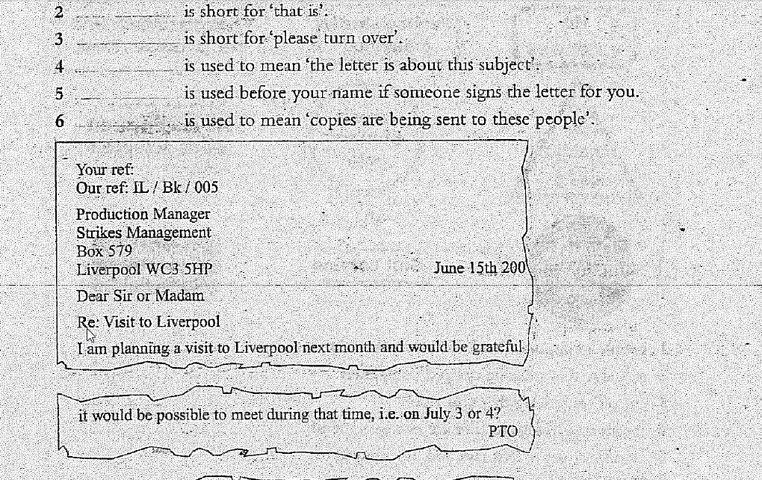 2 ____________ is short for 'that is'.
3 ____________ is short for 'please turn over'.
4 ____________ is used to mean 'the letter is about this subject'.
5 ____________ is used before your name if someone signs the letter for you.
6 ____________ is used to mean 'copies are being sent to these people'.
Your ref:
Our ref: IL / Bk / 005
Production Manager
Strikes Management
Box 579
Liverpool WC3 5HP
June 15th 200
Dear Sir or Madam
Re: Visit to Liverpool
I am planning a visit to Liverpool next month and would be grateful
it would be possible to meet during that time, i.e. on July 3 or 4?
PTO